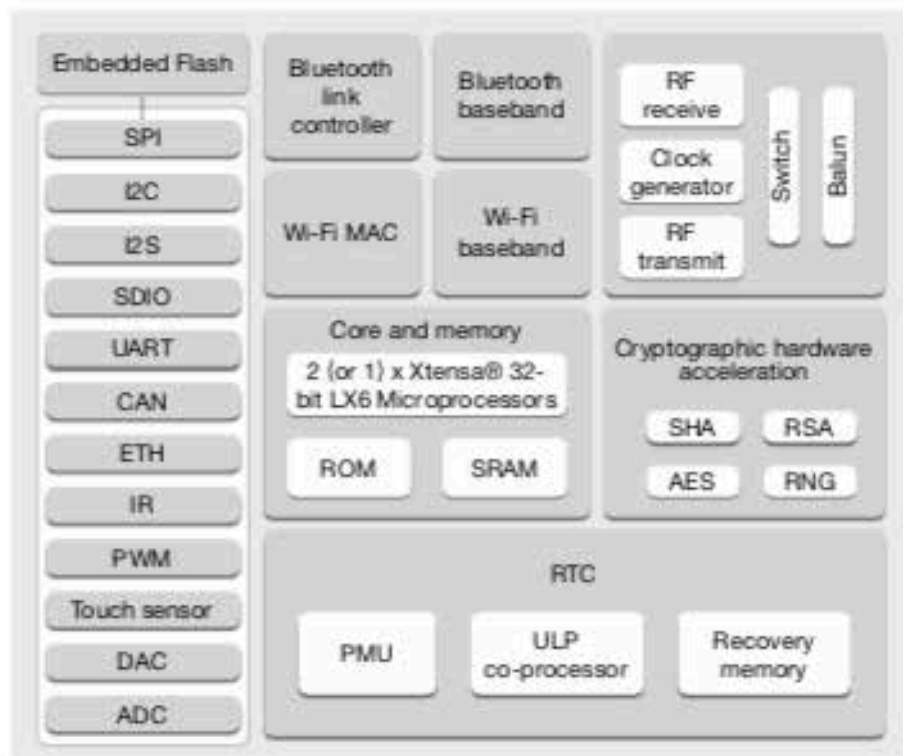 Embedded Flash
SPI
I2C
I2S
SDIO
UART
CAN
ETH
IR
PWM
Touch sensor
DAC
ADC
Bluetooth
link
controller
Bluetooth
baseband
Wi-Fi MAC
Wi-Fi
baseband
RF
receive
Clock
generator
RF
transmit
Switch
Balun
Core and memory
2 (or 1) x Xtensa® 32-
bit LX6 Microprocessors
ROM
SRAM
Cryptographic hardware
acceleration
SHA
RSA
AES
RNG
RTC
PMU
ULP
co-processor
Recovery
memory